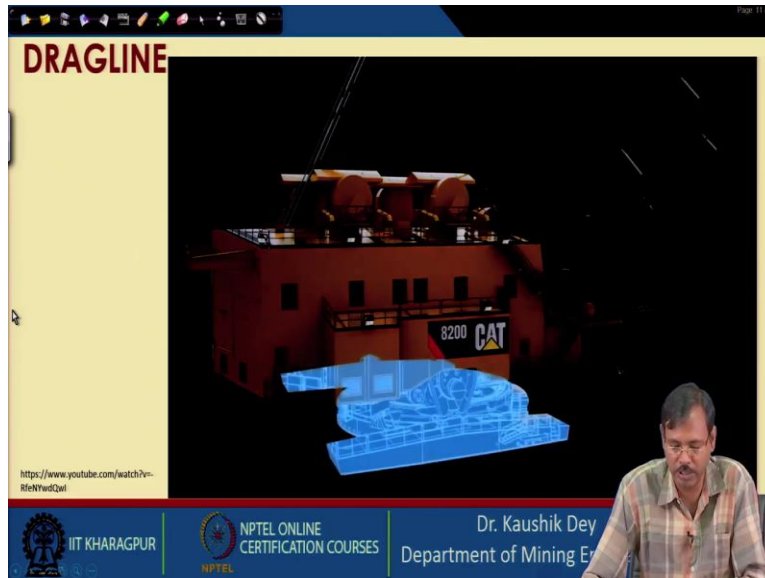 Page 11
DRAGLINE
8200 CAT
https://www.youtube.com/watch?v=-
RfeNYwdQwI
IIT KHARAGPUR
NPTEL
NPTEL ONLINE
CERTIFICATION COURSES
Dr. Kaushik Dey
Department of Mining En